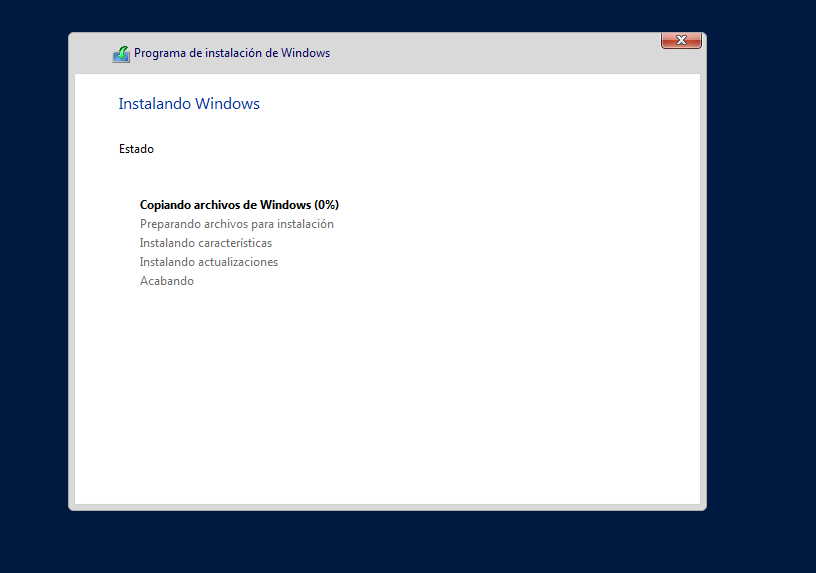 Programa de instalación de Windows
Instalando Windows
Estado
Copiando archivos de Windows (0%)
Preparando archivos para instalación
Instalando características
Instalando actualizaciones
Acabando